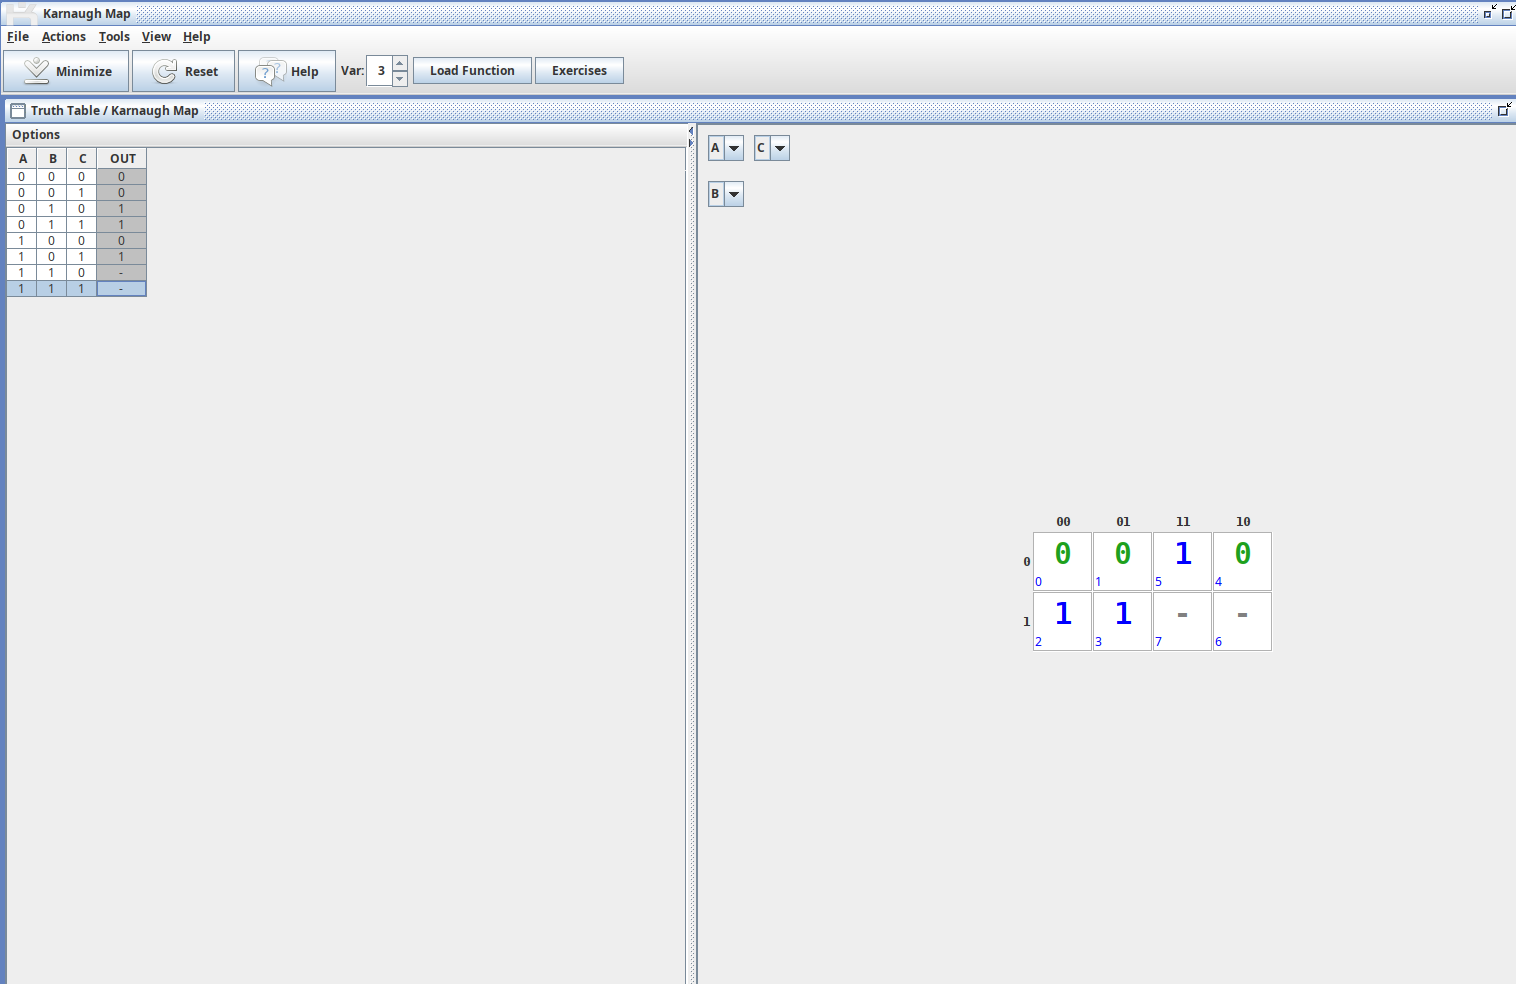 Karnaugh Map
File Actions Tools View Help
Minimize Reset Help Var: 3 Load Function Exercises
Truth Table / Karnaugh Map
Options
A B C OUT
0 0 0 0
0 0 1 0
0 1 0 1
0 1 1 1
1 0 0 0
1 0 1 1
1 1 0 -
1 1 1 -
A C
B
00 01 11 10
0 0 0 1 0
0 1 5 4
1 1 1 - -
2 3 7 6